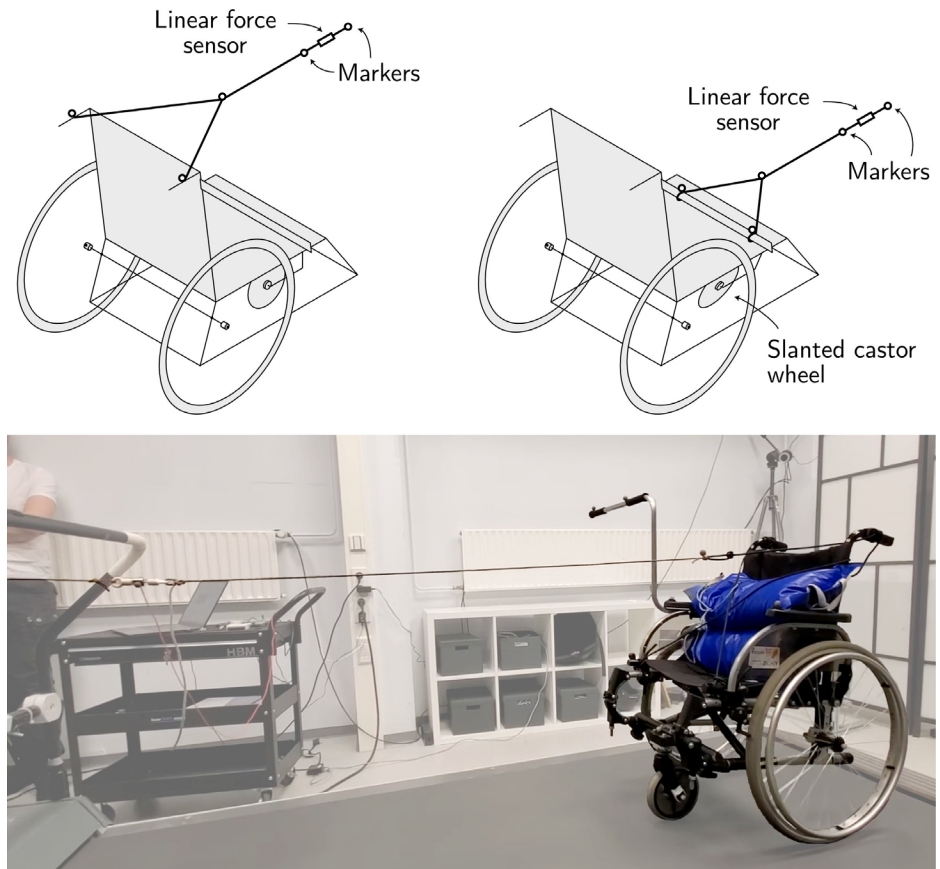 Linear force
sensor
Markers
Linear force
sensor
Markers
Slanted castor
wheel
HBM